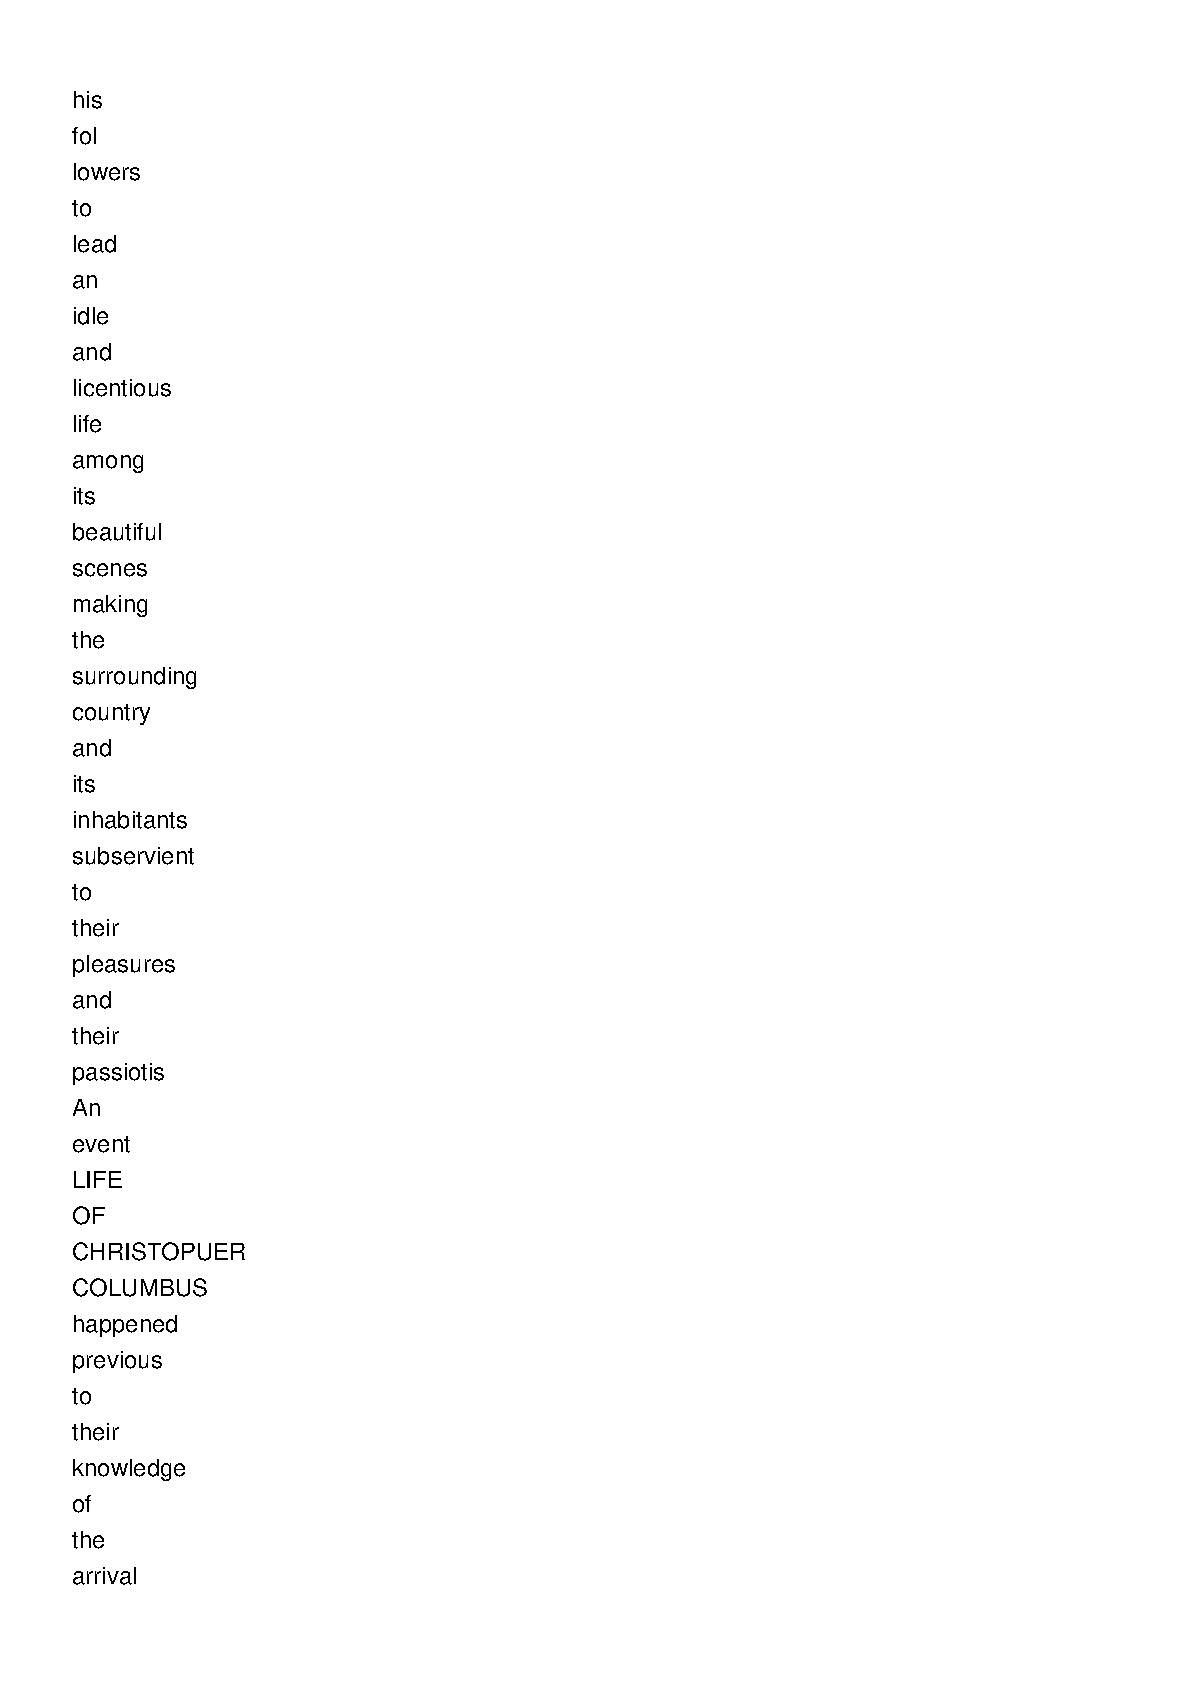 his
fol
lowers
to
lead
an
idle
and
licentious
life
among
its
beautiful
scenes
making
the
surrounding
country
and
its
inhabitants
subservient
to
their
pleasures
and
their
passiotis
An
event
LIFE
OF
CHRISTOPUER
COLUMBUS
happened
previous
to
their
knowledge
of
the
arrival